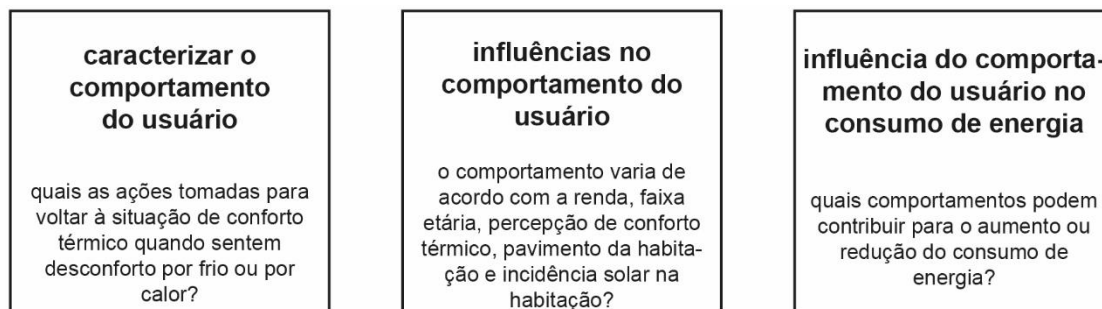 caracterizar o
comportamento
do usuário
quais as ações tomadas para
voltar à situação de conforto
térmico quando sentem
desconforto por frio ou por
calor?
influências no
comportamento do
usuário
o comportamento varia de
acordo com a renda, faixa
etária, percepção de conforto
térmico, pavimento da habita-
ção e incidência solar na
habitação?
influência do comporta-
mento do usuário no
consumo de energia
quais comportamentos podem
contribuir para o aumento ou
redução do consumo de
energia?